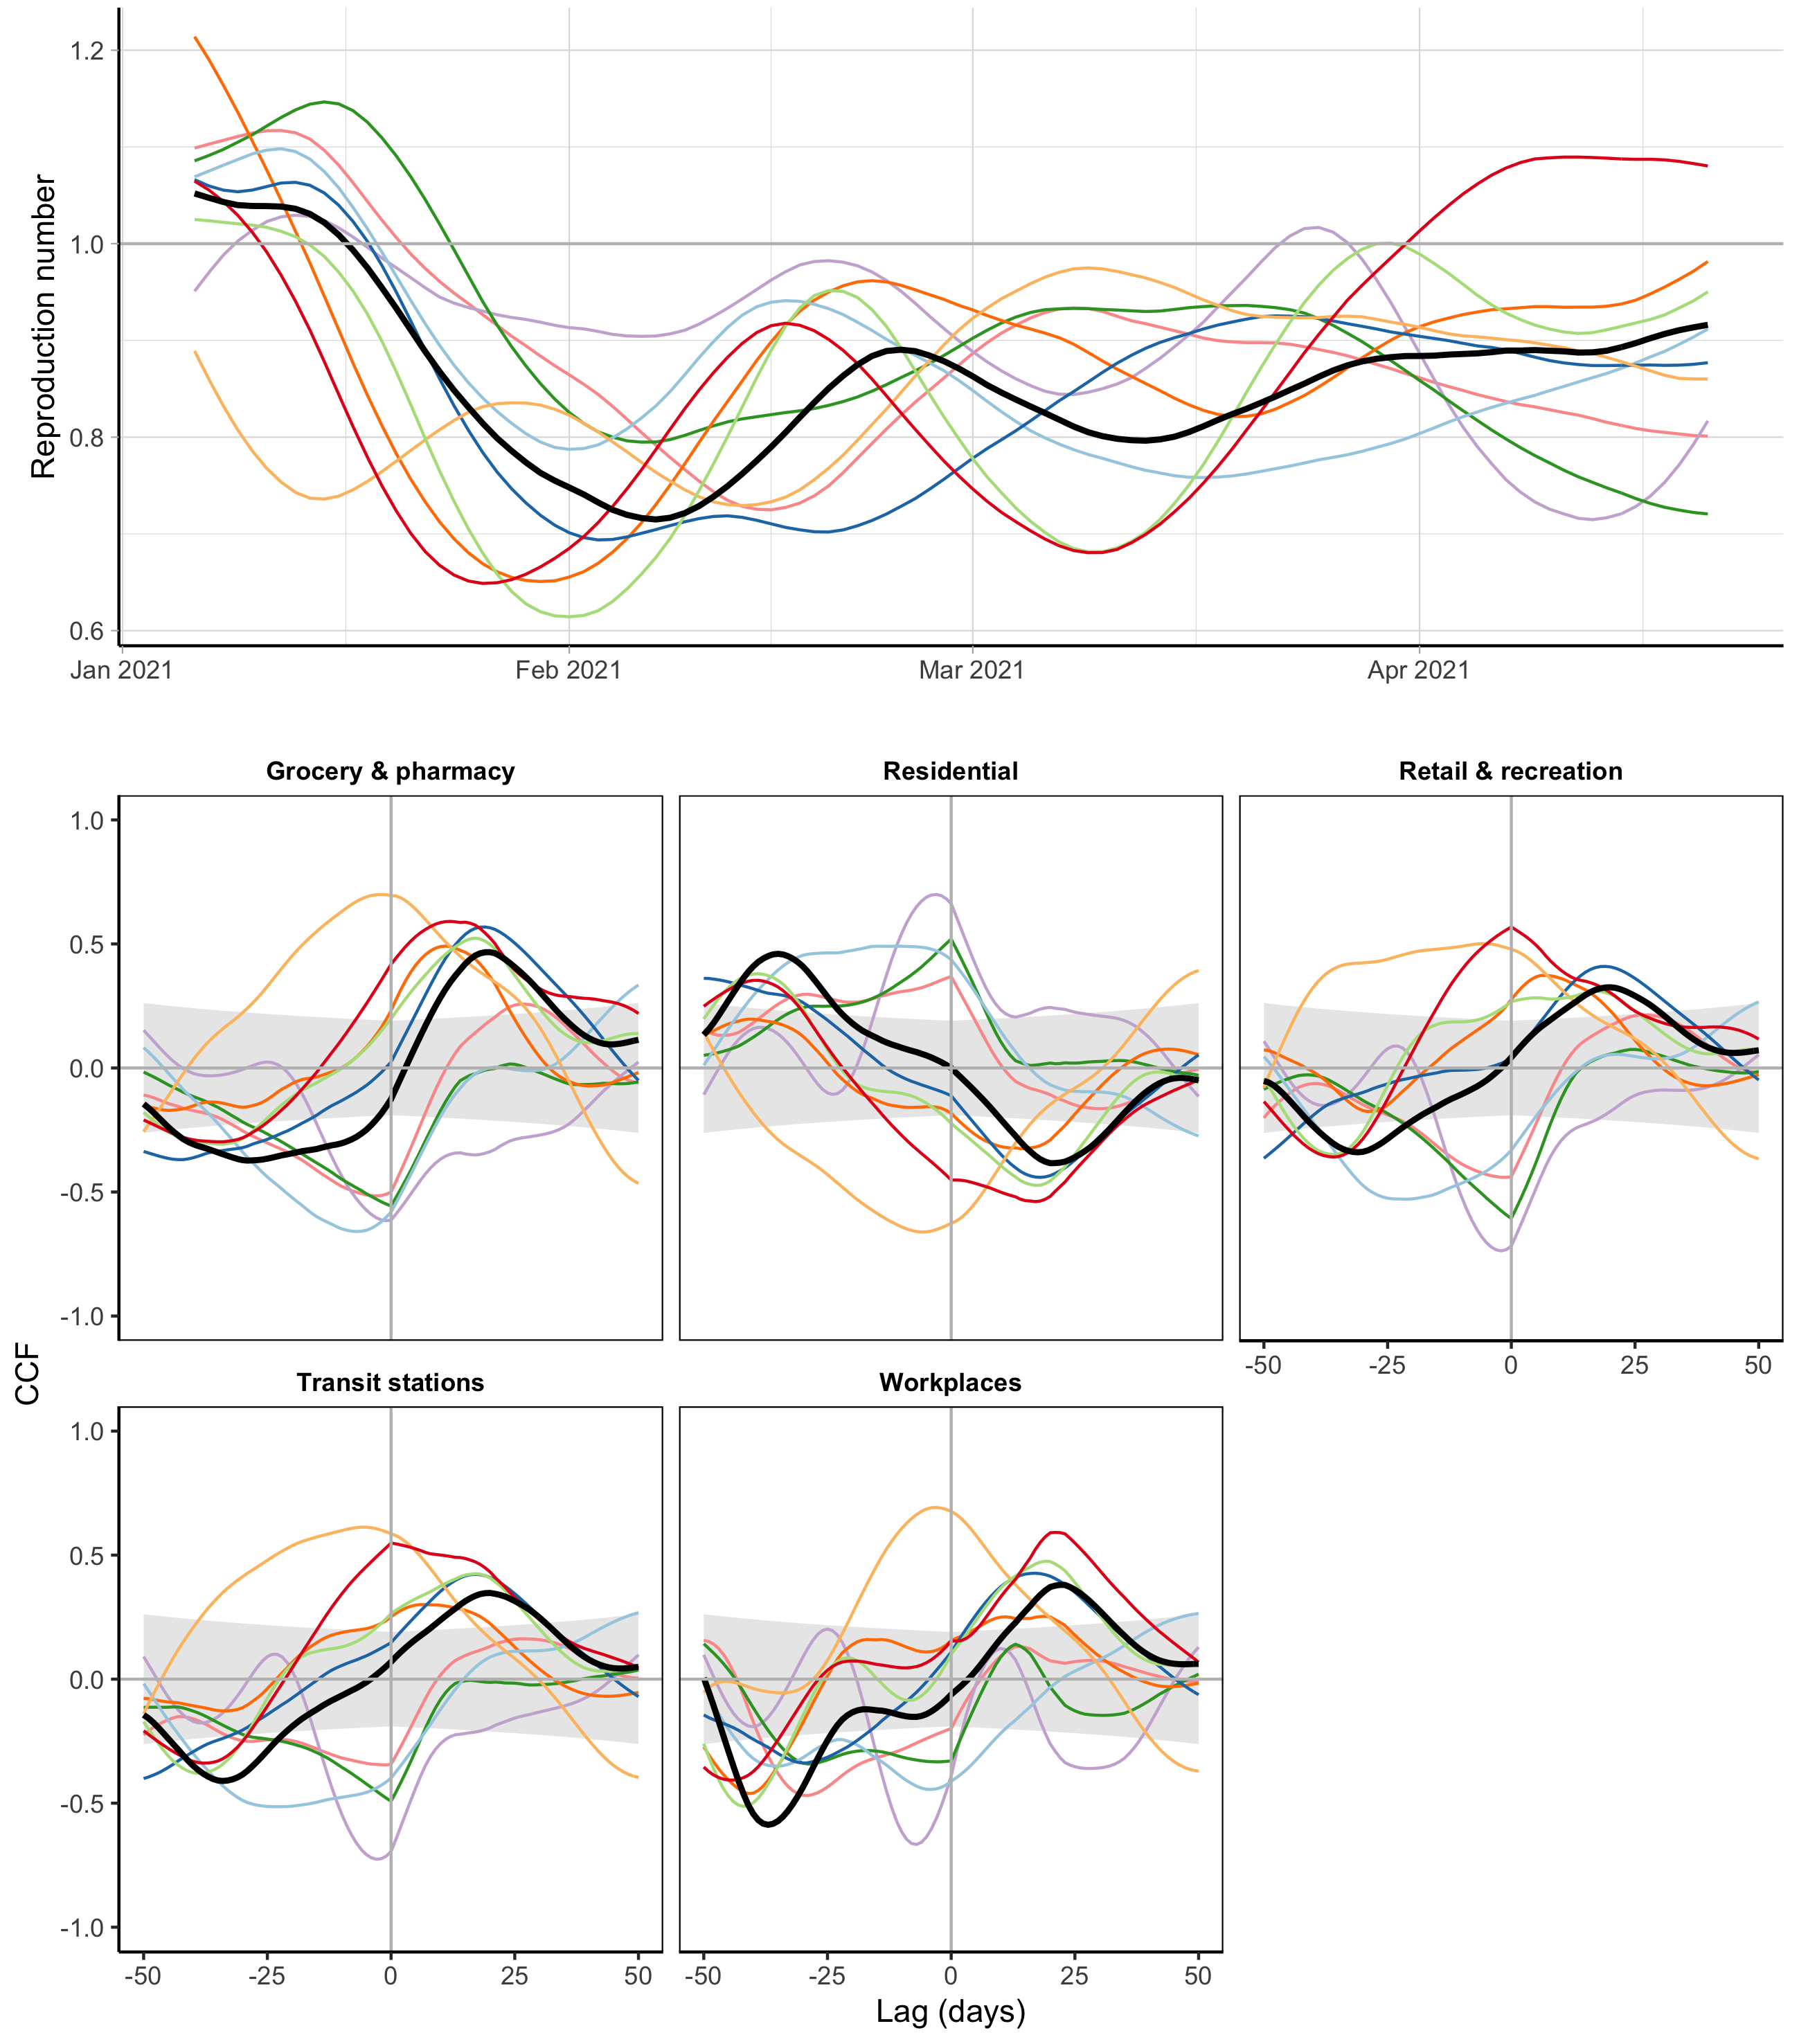 1.2
1.0
0.8
0.6
Reproduction number
Jan 2021 Feb 2021 Mar 2021 Apr 2021
Grocery & pharmacy Residential Retail & recreation
1.0
0.5
0.0
-0.5
-1.0
-50 -25 0 25 50
CCF
Transit stations Workplaces
1.0
0.5
0.0
-0.5
-1.0
-50 -25 0 25 50 -50 -25 0 25 50
Lag (days)